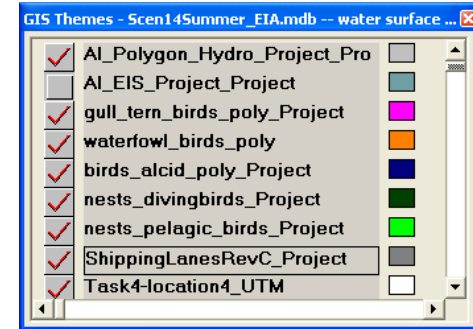 GIS Themes - Scen14Summer_EIA.mdb -- water surface ...
AI_Polygon_Hydro_Project_Pro
AI_EIS_Project_Project
gull_tern_birds_poly_Project
waterfowl_birds_poly
birds_alcid_poly_Project
nests_divingbirds_Project
nests_pelagic_birds_Project
ShippingLanesRevC_Project
Task4-location4_UTM